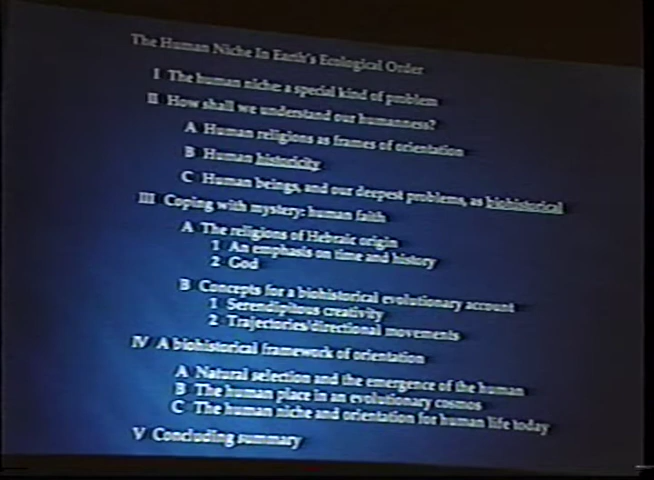 The Human Niche In Earth's Ecological Order
I The human niche: a special kind of problem
II How shall we understand our humanness?
A Human religions as frames of orientation
B Human historicity
C Human beings, and our deepest problems, as biohistorical
III Coping with mystery: human faith
A The religions of Hebraic origin
1 An emphasis on time and history
2 God
B Concepts for a biohistorical evolutionary account
1 Serendipitous creativity
2 Trajectories/directional movements
IV A biohistorical framework of orientation
A Natural selection and the emergence of the human
B The human place in an evolutionary cosmos
C The human niche and orientation for human life today
V Concluding summary